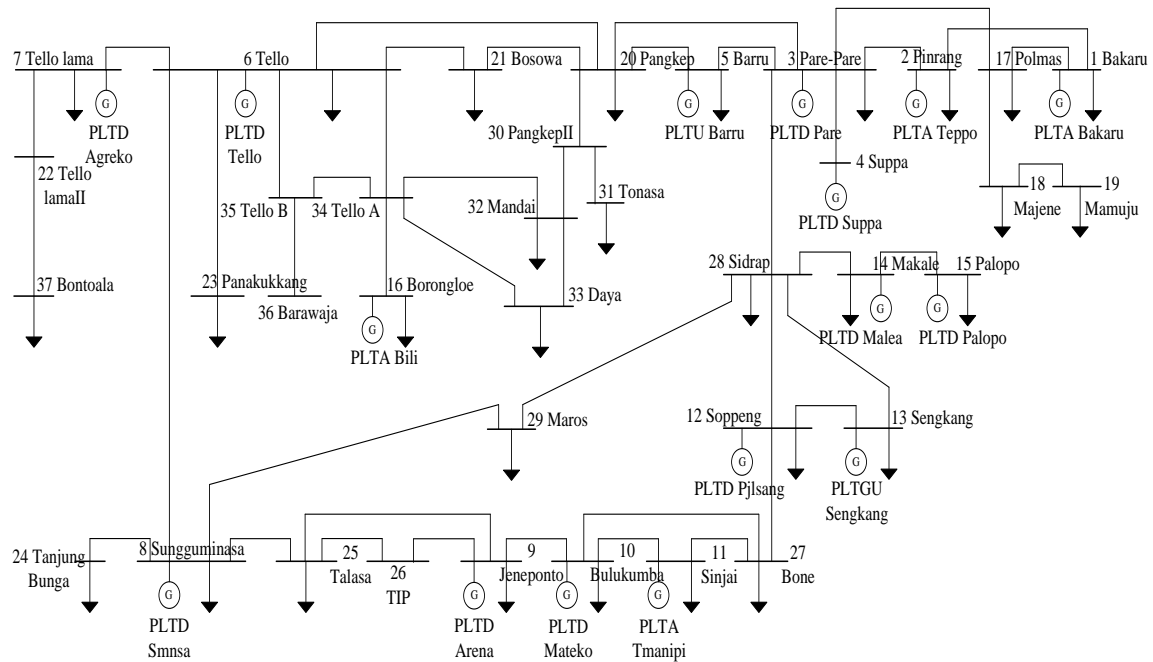 7 Tello lama
6 Tello
21 Bosowa
20 Pangkep
5 Barru
3 Pare-Pare
2 Pinrang
17 Polmas
1 Bakaru
G
PLTD
Agreko
G
PLTD
Tello
G
PLTU Barru
G
PLTD Pare
G
PLTA Teppo
G
PLTA Bakaru
30 PangkepII
22 Tello
lamaII
4 Suppa
G
PLTD Suppa
35 Tello B
34 Tello A
32 Mandai
31 Tonasa
18
Majene
19
Mamuju
37 Bontoala
23 Panakukkang
36 Barawaja
16 Borongloe
G
PLTA Bili
33 Daya
28 Sidrap
14 Makale
15 Palopo
G
PLTD Malea
G
PLTD Palopo
29 Maros
12 Soppeng
13 Sengkang
G
PLTD Pjlsang
G
PLTGU
Sengkang
24 Tanjung
Bunga
8 Sungguminasa
25
Talasa
26
TIP
9
Jeneponto
10
Bulukumba
11
Sinjai
27
Bone
G
PLTD
Smnsa
G
PLTD
Arena
G
PLTD
Mateko
G
PLTA
Tmanipi